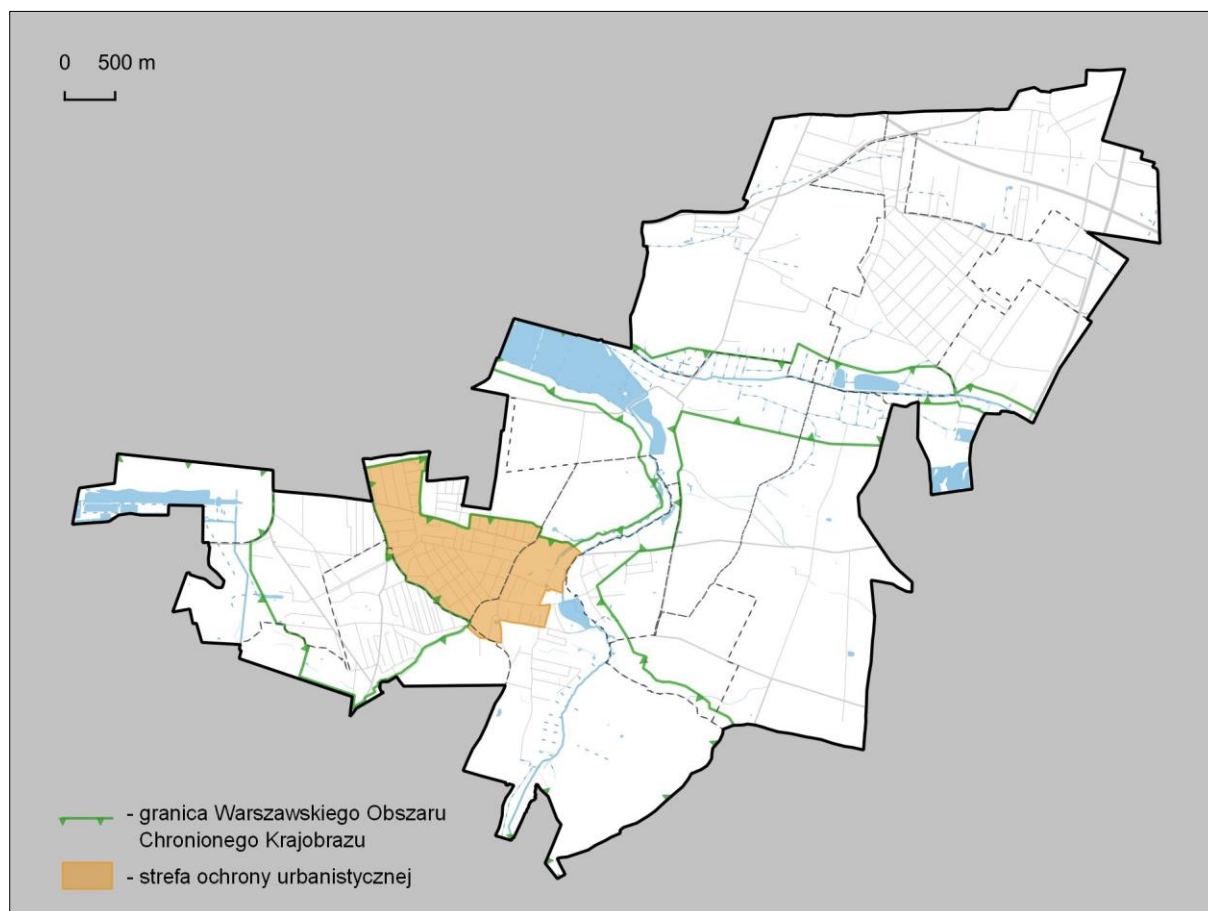 0 500 m
- granica Warszawskiego Obszaru
Chronionego Krajobrazu
- strefa ochrony urbanistycznej